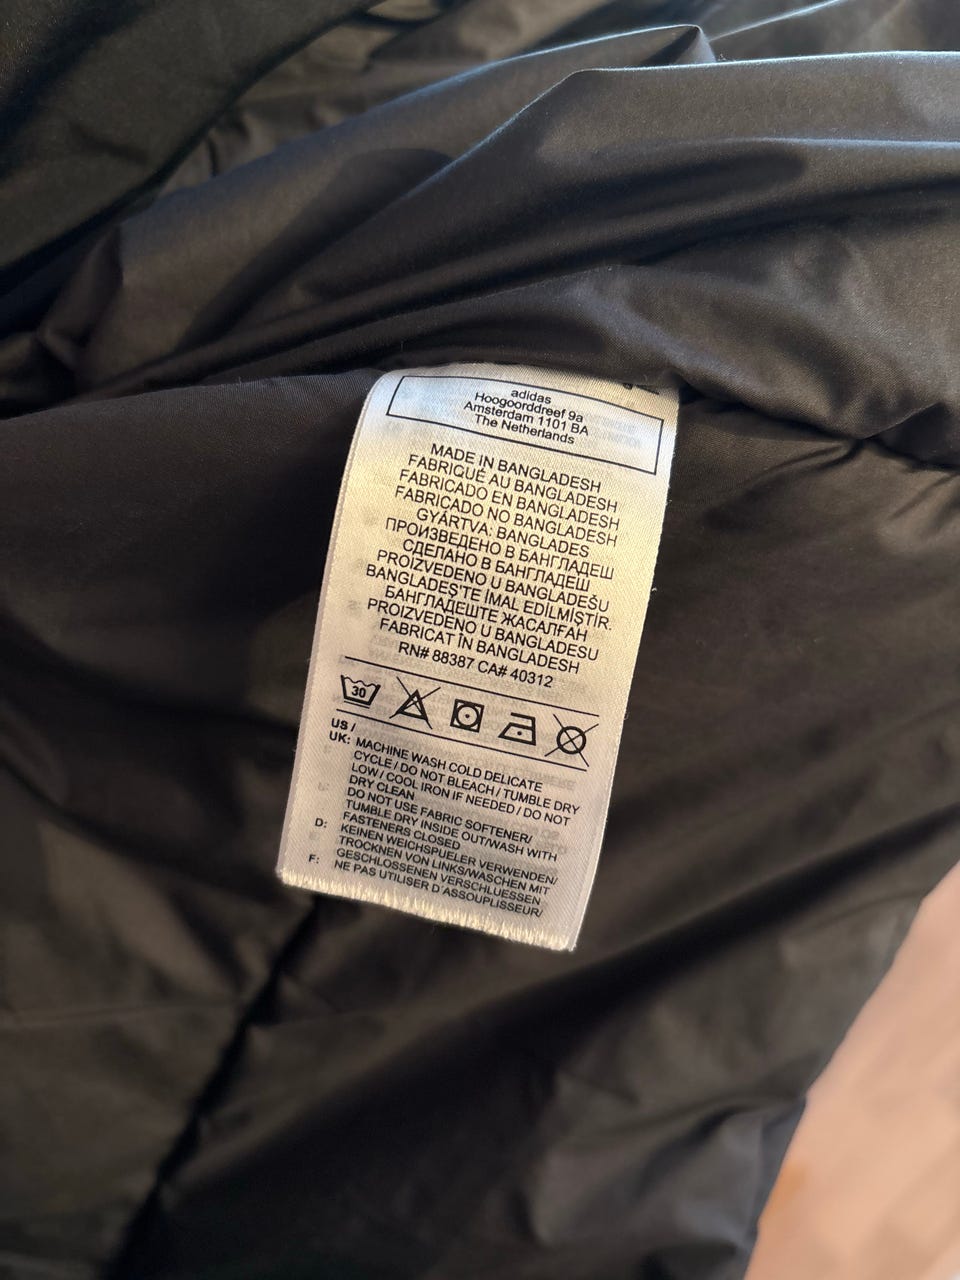 adidas
Hoogoorddreef 9a
Amsterdam 1101 BA
The Netherlands
MADE IN BANGLADESH
FABRIQUÉ AU BANGLADESH
FABRICADO EN BANGLADESH
FABRICADO NO BANGLADESH
GYÁRTVA: BANGLADES
ПРОИЗВЕДЕНО В БАНГЛАДЕШ
СДЕЛАНО В БАНГЛАДЕШ
PROIZVEDENO U BANGLADEŠU
BANGLADEŞ'TE IMAL EDİLMİŞTİR.
БАНГЛАДЕШТЕ ЖАСАЛҒАН
PROIZVEDENO U BANGLADESU
FABRICAT ÎN BANGLADESH
RN# 88387 CA# 40312
30
US /
UK: MACHINE WASH COLD DELICATE
CYCLE / DO NOT BLEACH / TUMBLE DRY
LOW / COOL IRON IF NEEDED / DO NOT
DRY CLEAN
DO NOT USE FABRIC SOFTENER/
TUMBLE DRY INSIDE OUT/WASH WITH
FASTENERS CLOSED
D: KEINEN WEICHSPUELER VERWENDEN/
TROCKNEN VON LINKS/WASCHEN MIT
GESCHLOSSENEN VERSCHLUESSEN
F: NE PAS UTILISER D'ASSOUPLISSEUR/